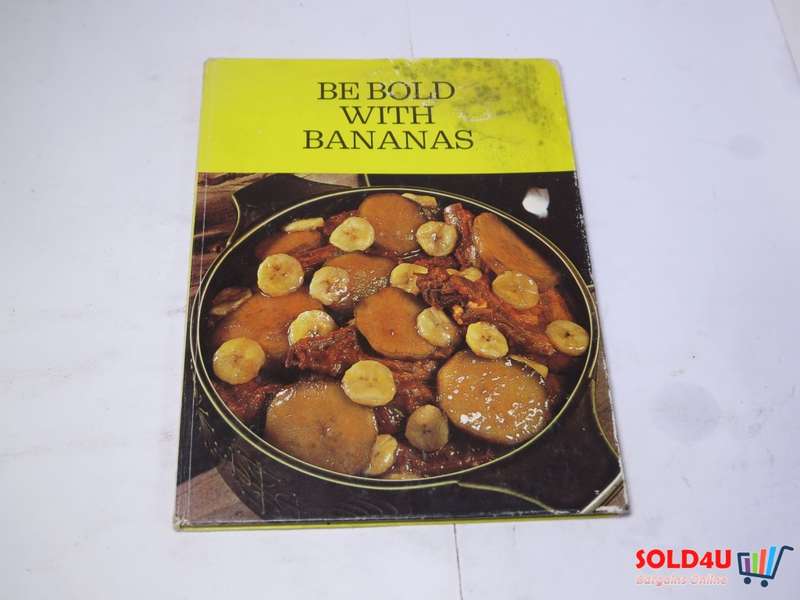 BE BOLD
WITH
BANANAS
SOLD4U
Bargains Online